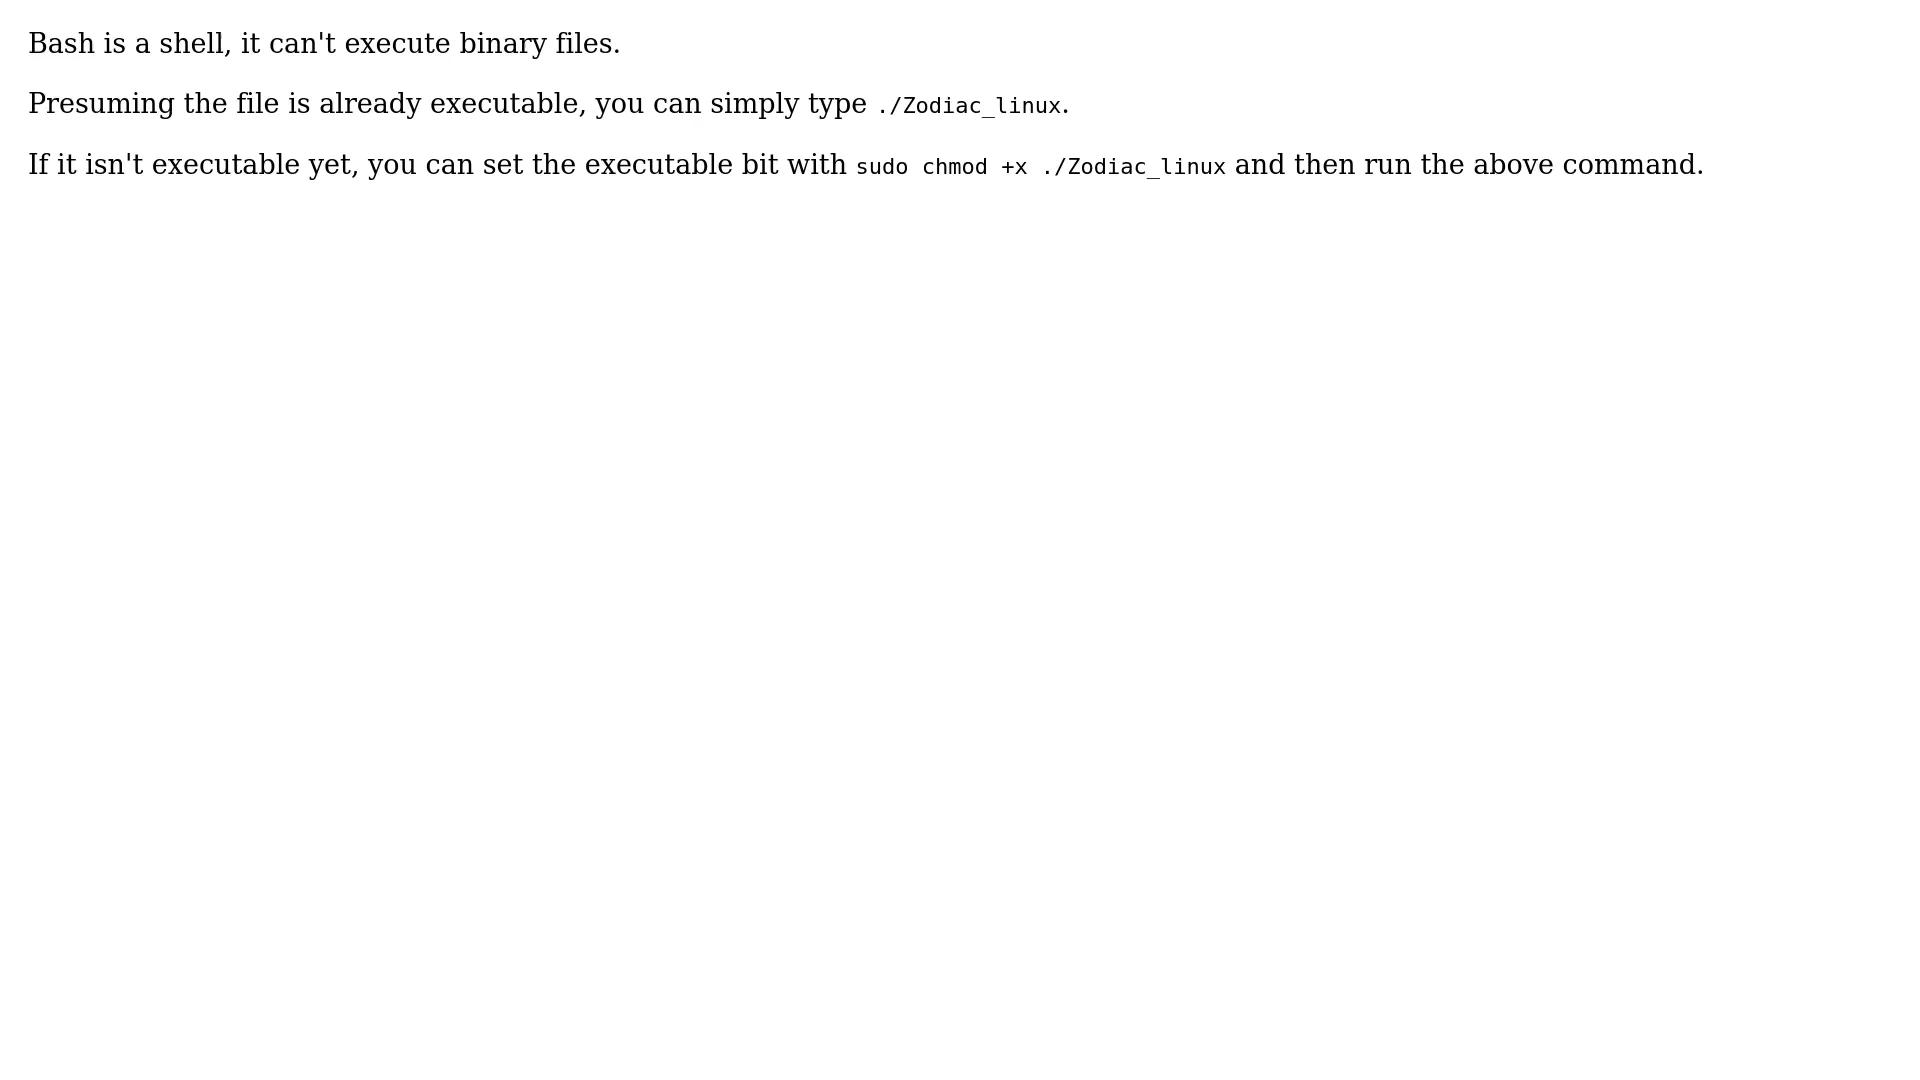 Bash is a shell, it can't execute binary files.
Presuming the file is already executable, you can simply type ./Zodiac_linux.
If it isn't executable yet, you can set the executable bit with sudo chmod +x ./Zodiac_linux and then run the above command.